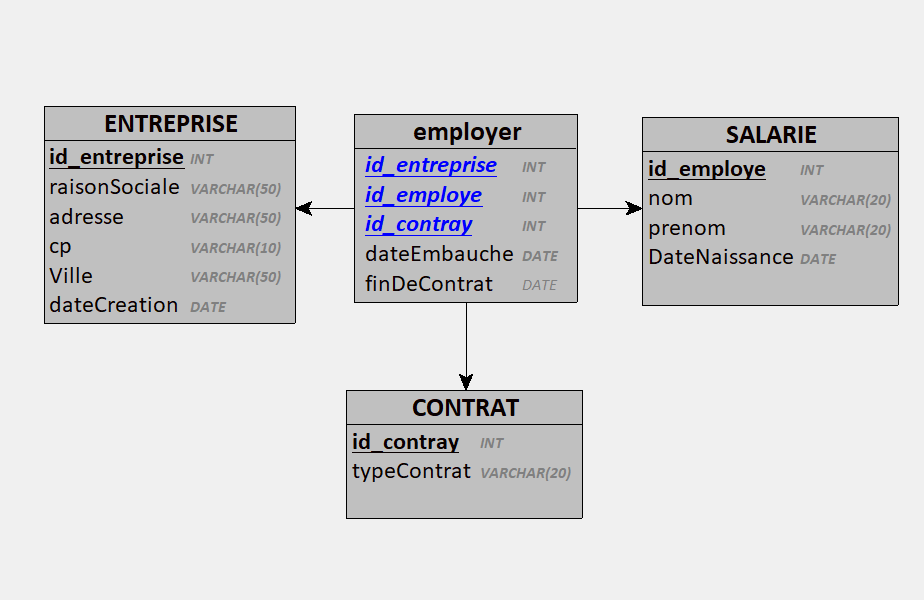 ENTREPRISE
id_entreprise INT
raisonSociale VARCHAR(50)
adresse VARCHAR(50)
cp VARCHAR(10)
Ville VARCHAR(50)
dateCreation DATE
employer
id_entreprise INT
id_employe INT
id_contray INT
dateEmbauche DATE
finDeContrat DATE
SALARIE
id_employe INT
nom VARCHAR(20)
prenom VARCHAR(20)
DateNaissance DATE
CONTRAT
id_contray INT
typeContrat VARCHAR(20)